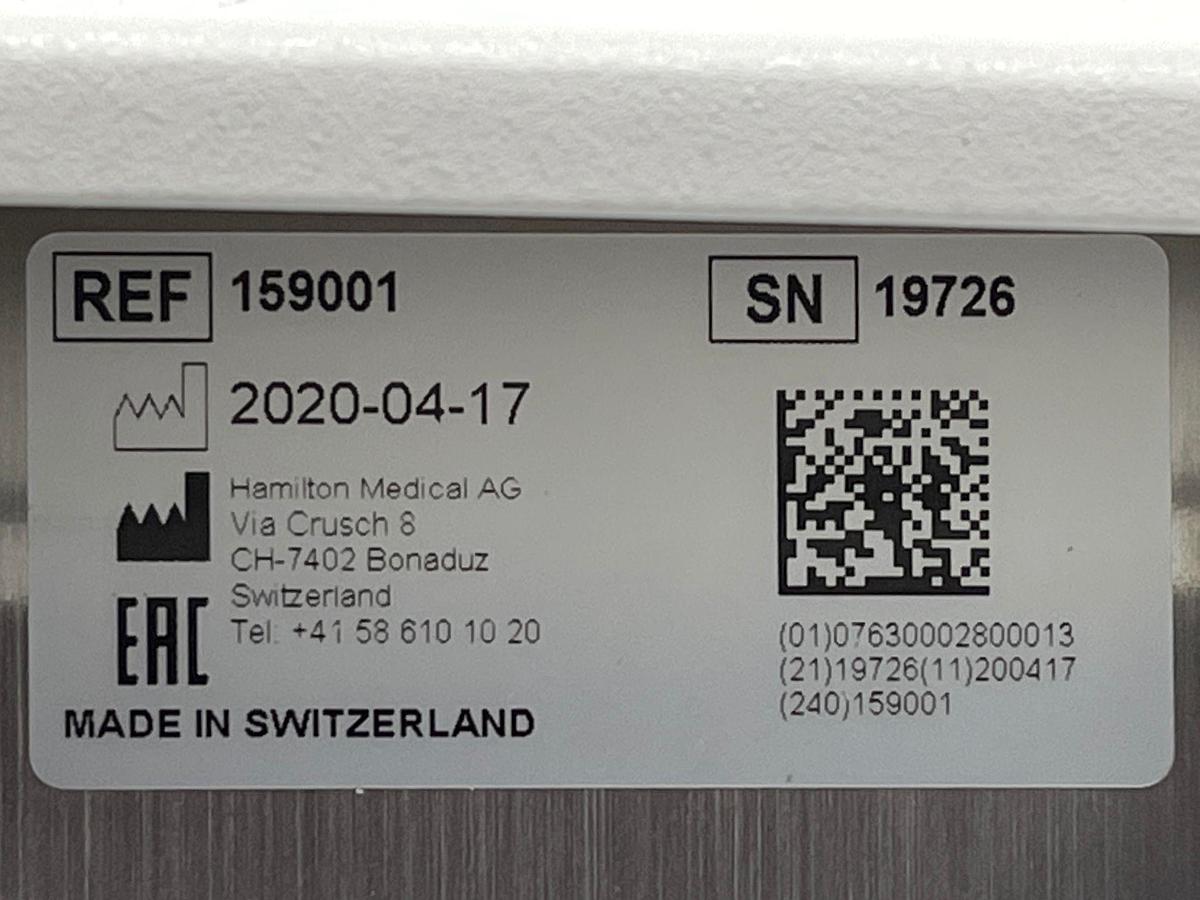 REF 159001
SN 19726
2020-04-17
Hamilton Medical AG
Via Crusch 8
CH-7402 Bonaduz
Switzerland
Tel: +41 58 610 10 20
EAC
MADE IN SWITZERLAND
(01)07630002800013
(21)19726(11)200417
(240)159001